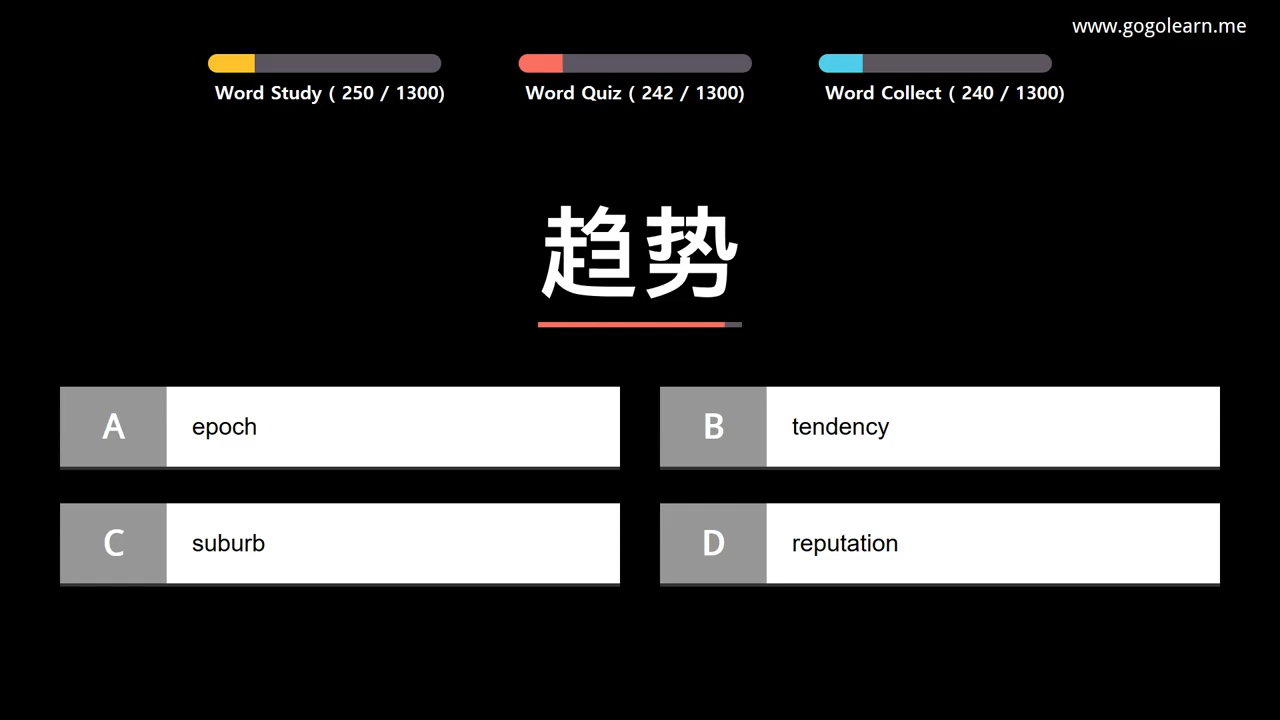 www.gogolearn.me
Word Study ( 250 / 1300)
Word Quiz ( 242 / 1300)
Word Collect ( 240 / 1300)
趋势
A
epoch
B
tendency
C
suburb
D
reputation